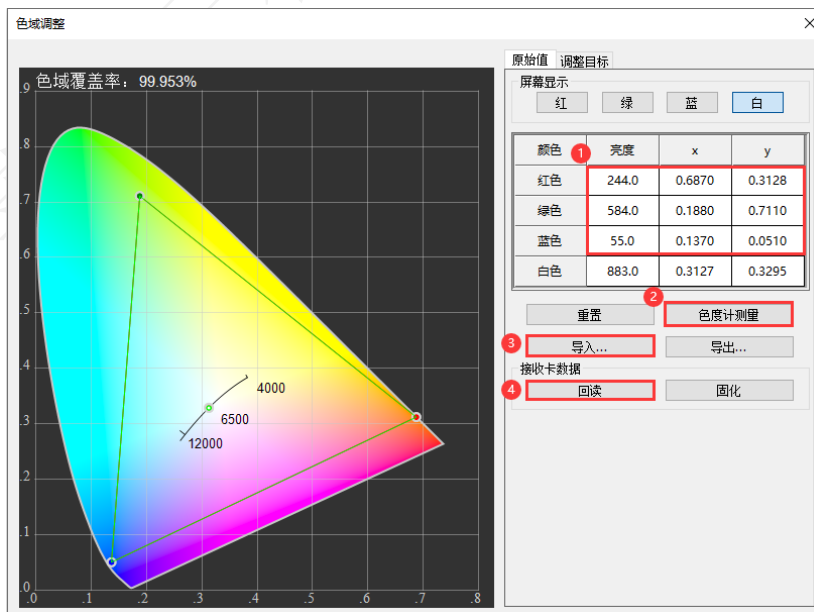 色域调整
色域覆盖率：99.953%
.9
.8
.7
.6
.5
.4
.3
.2
.1
.0
.0 .1 .2 .3 .4 .5 .6 .7 .8
4000
6500
12000
原始值 调整目标
屏幕显示
红 绿 蓝 白
颜色 1 亮度 x y
红色 244.0 0.6870 0.3128
绿色 584.0 0.1880 0.7110
蓝色 55.0 0.1370 0.0510
白色 883.0 0.3127 0.3295
2
重置 色度计测量
3 导入... 导出...
接收卡数据
4 回读 固化